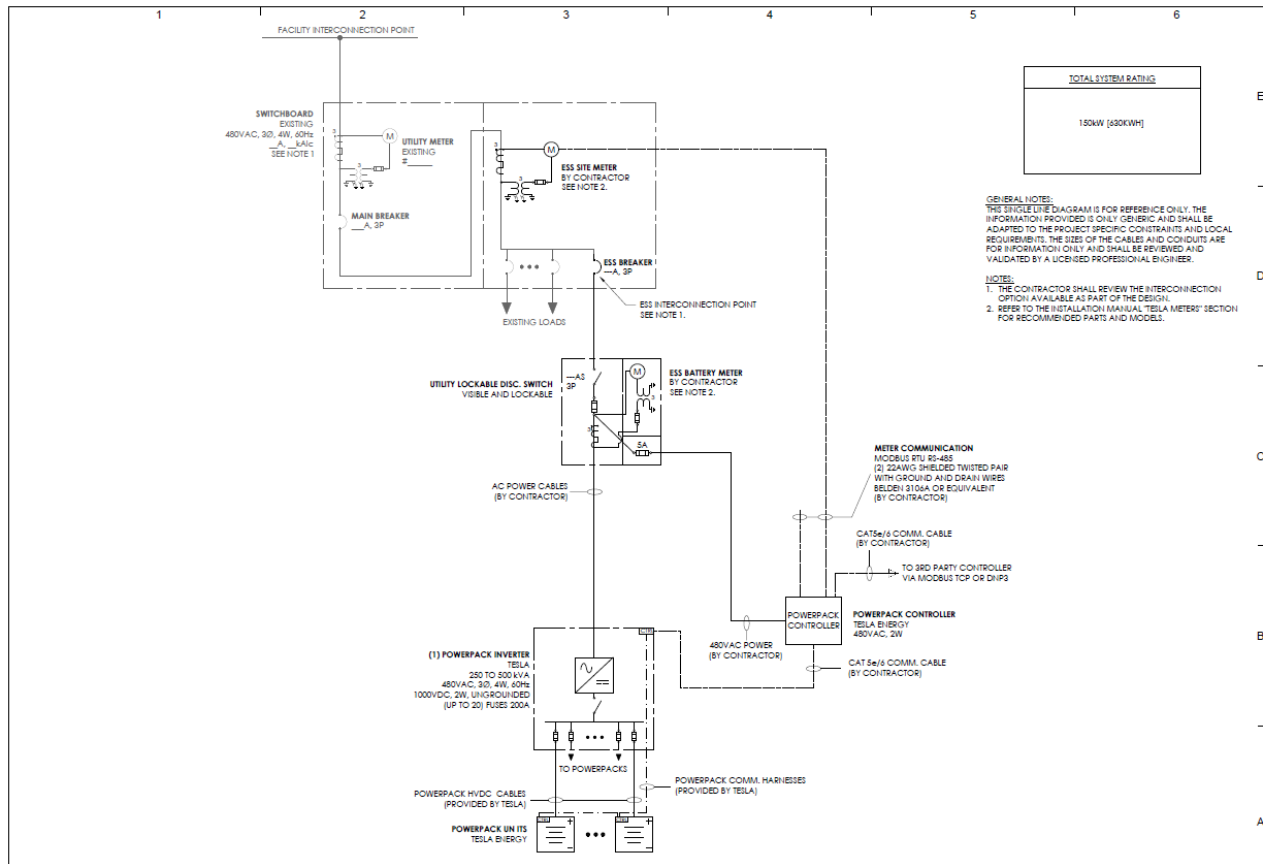 1
2
3
4
5
6
FACILITY INTERCONNECTION POINT
E
D
C
B
A
TOTAL SYSTEM RATING
150kW [630KWH]
SWITCHBOARD
EXISTING
480VAC, 3Ø, 4W, 60Hz
__A, __kAIc
SEE NOTE 1
3
M
UTILITY METER
EXISTING
#_____
3
MAIN BREAKER
___A, 3P
3
M
ESS SITE METER
BY CONTRACTOR
SEE NOTE 2.
3
ESS BREAKER
—A, 3P
ESS INTERCONNECTION POINT
SEE NOTE 1.
EXISTING LOADS
GENERAL NOTES:
THIS SINGLE LINE DIAGRAM IS FOR REFERENCE ONLY. THE
INFORMATION PROVIDED IS ONLY GENERIC AND SHALL BE
ADAPTED TO THE PROJECT SPECIFIC CONSTRAINTS AND LOCAL
REQUIREMENTS. THE SIZES OF THE CABLES AND CONDUITS ARE
FOR INFORMATION ONLY AND SHALL BE REVIEWED AND
VALIDATED BY A LICENSED PROFESSIONAL ENGINEER.
NOTES:
1. THE CONTRACTOR SHALL REVIEW THE INTERCONNECTION
OPTION AVAILABLE AS PART OF THE DESIGN.
2. REFER TO THE INSTALLATION MANUAL "TESLA METERS" SECTION
FOR RECOMMENDED PARTS AND MODELS.
UTILITY LOCKABLE DISC. SWITCH
VISIBLE AND LOCKABLE
—AS
3P
M
3
3
5A
ESS BATTERY METER
BY CONTRACTOR
SEE NOTE 2.
AC POWER CABLES
(BY CONTRACTOR)
METER COMMUNICATION
MODBUS RTU RS-485
(2) 22AWG SHIELDED TWISTED PAIR
WITH GROUND AND DRAIN WIRES
BELDEN 3106A OR EQUIVALENT
(BY CONTRACTOR)
CAT5e/6 COMM. CABLE
(BY CONTRACTOR)
TO 3RD PARTY CONTROLLER
VIA MODBUS TCP OR DNP3
POWERPACK
CONTROLLER
POWERPACK CONTROLLER
TESLA ENERGY
480VAC, 2W
480VAC POWER
(BY CONTRACTOR)
CAT 5e/6 COMM. CABLE
(BY CONTRACTOR)
(1) POWERPACK INVERTER
TESLA
250 TO 500 kVA
480VAC, 3Ø, 4W, 60Hz
1000VDC, 2W, UNGROUNDED
(UP TO 20) FUSES 200A
TO POWERPACKS
POWERPACK HVDC CABLES
(PROVIDED BY TESLA)
POWERPACK COMM. HARNESSES
(PROVIDED BY TESLA)
POWERPACK UN ITS
TESLA ENERGY